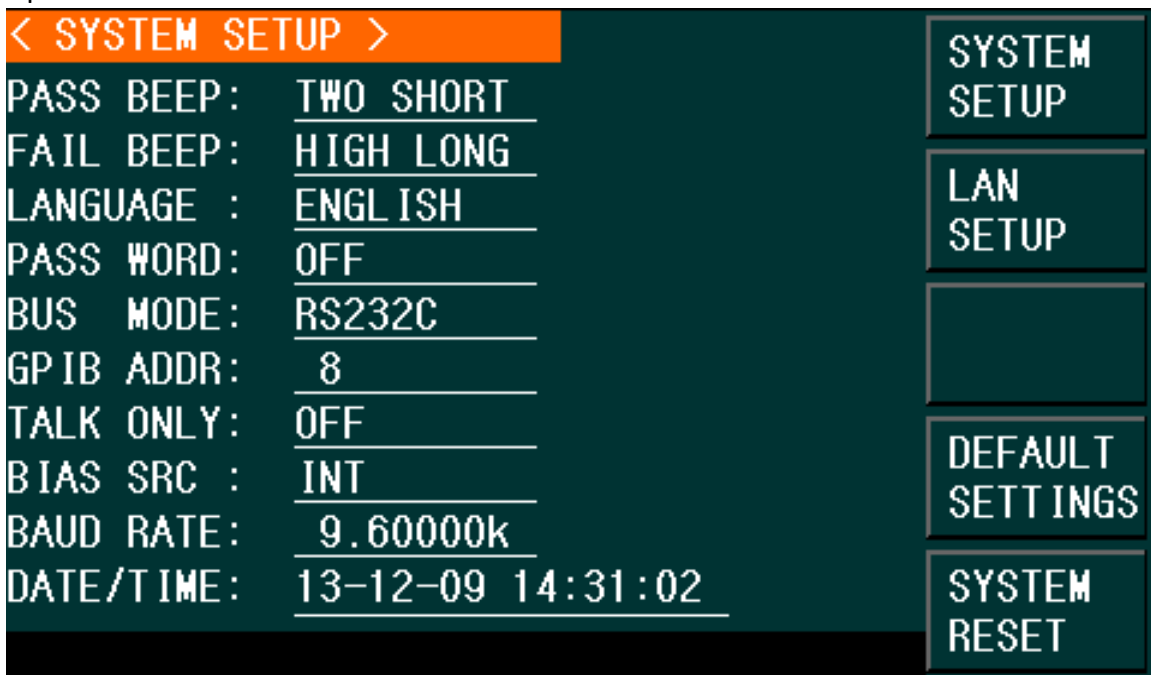 < SYSTEM SETUP >
PASS BEEP: TWO SHORT
FAIL BEEP: HIGH LONG
LANGUAGE : ENGLISH
PASS WORD: OFF
BUS MODE: RS232C
GPIB ADDR: 8
TALK ONLY: OFF
BIAS SRC : INT
BAUD RATE: 9.60000k
DATE/TIME: 13-12-09 14:31:02
SYSTEM
SETUP
LAN
SETUP
DEFAULT
SETTINGS
SYSTEM
RESET